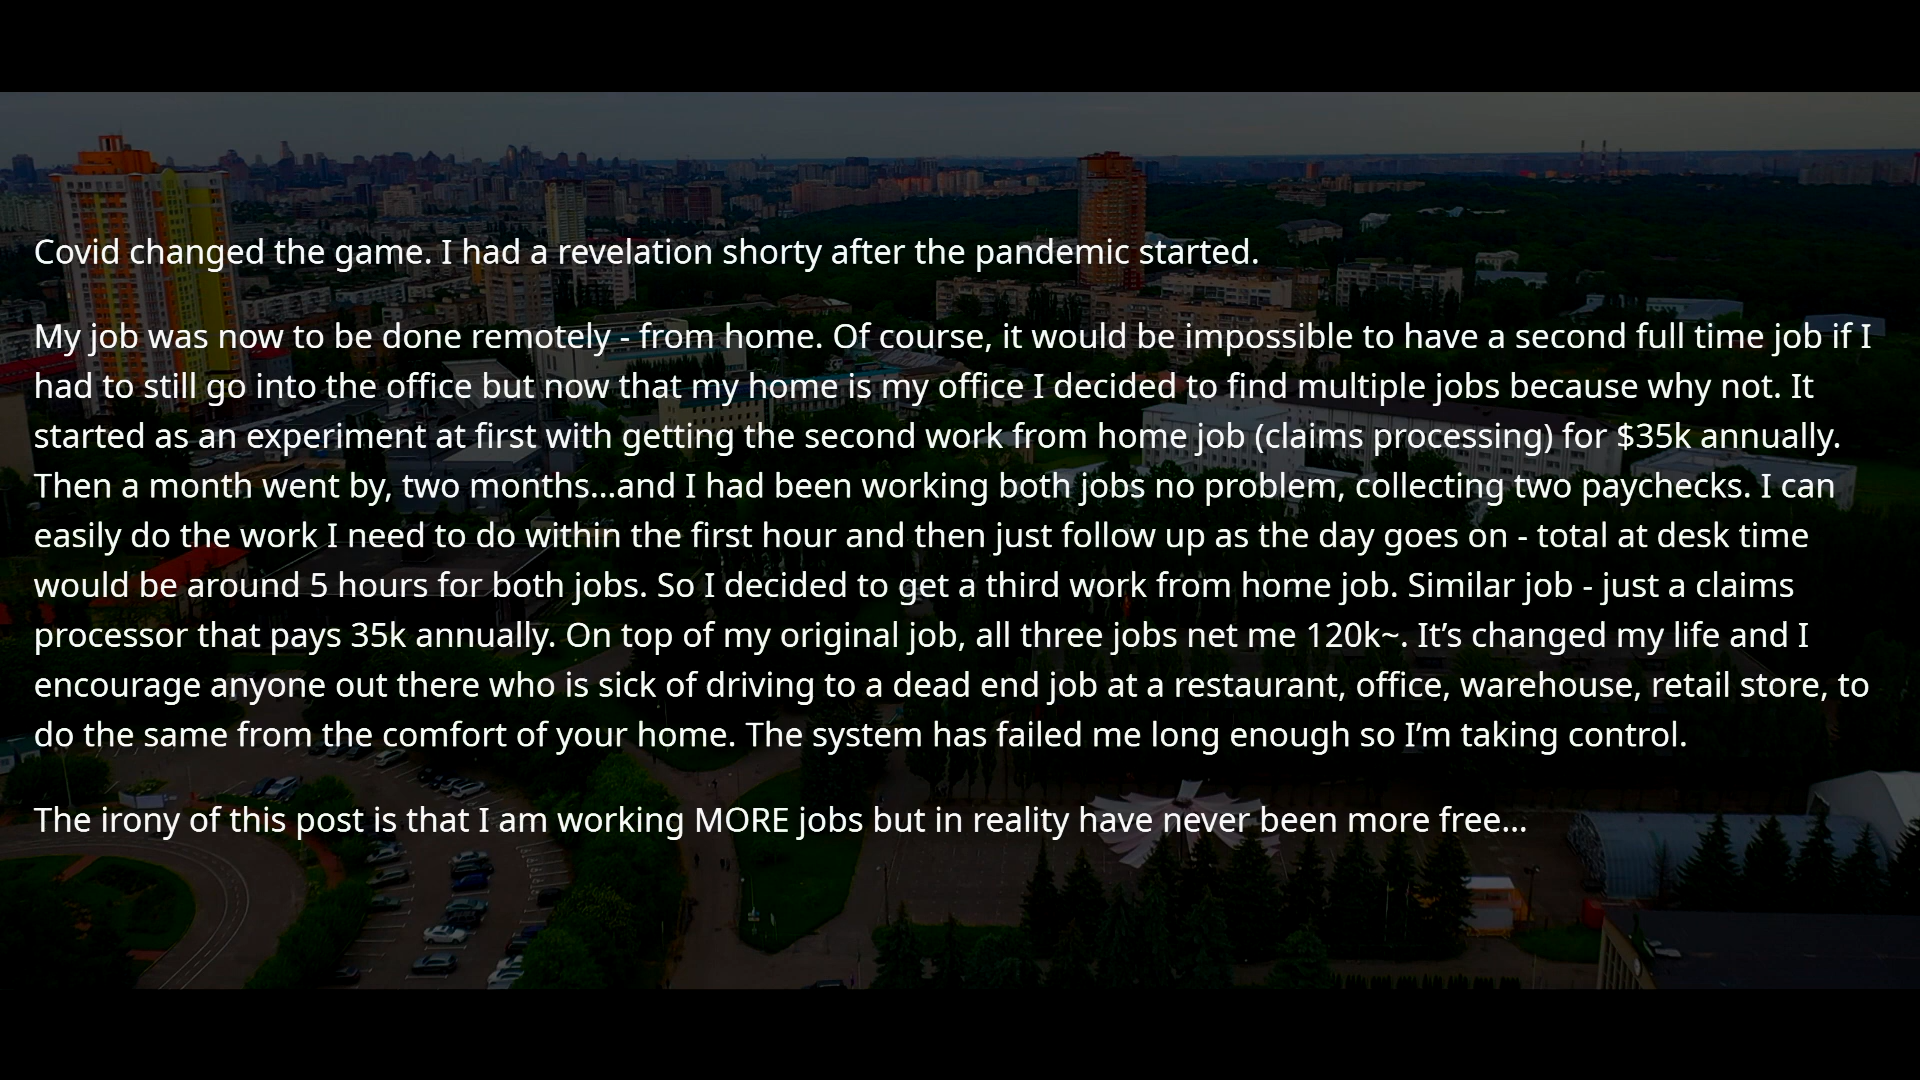 Covid changed the game. I had a revelation shorty after the pandemic started.
My job was now to be done remotely - from home. Of course, it would be impossible to have a second full time job if I
had to still go into the office but now that my home is my office I decided to find multiple jobs because why not. It
started as an experiment at first with getting the second work from home job (claims processing) for $35k annually.
Then a month went by, two months...and I had been working both jobs no problem, collecting two paychecks. I can
easily do the work I need to do within the first hour and then just follow up as the day goes on - total at desk time
would be around 5 hours for both jobs. So I decided to get a third work from home job. Similar job - just a claims
processor that pays 35k annually. On top of my original job, all three jobs net me 120k~. It’s changed my life and I
encourage anyone out there who is sick of driving to a dead end job at a restaurant, office, warehouse, retail store, to
do the same from the comfort of your home. The system has failed me long enough so I’m taking control.
The irony of this post is that I am working MORE jobs but in reality have never been more free...